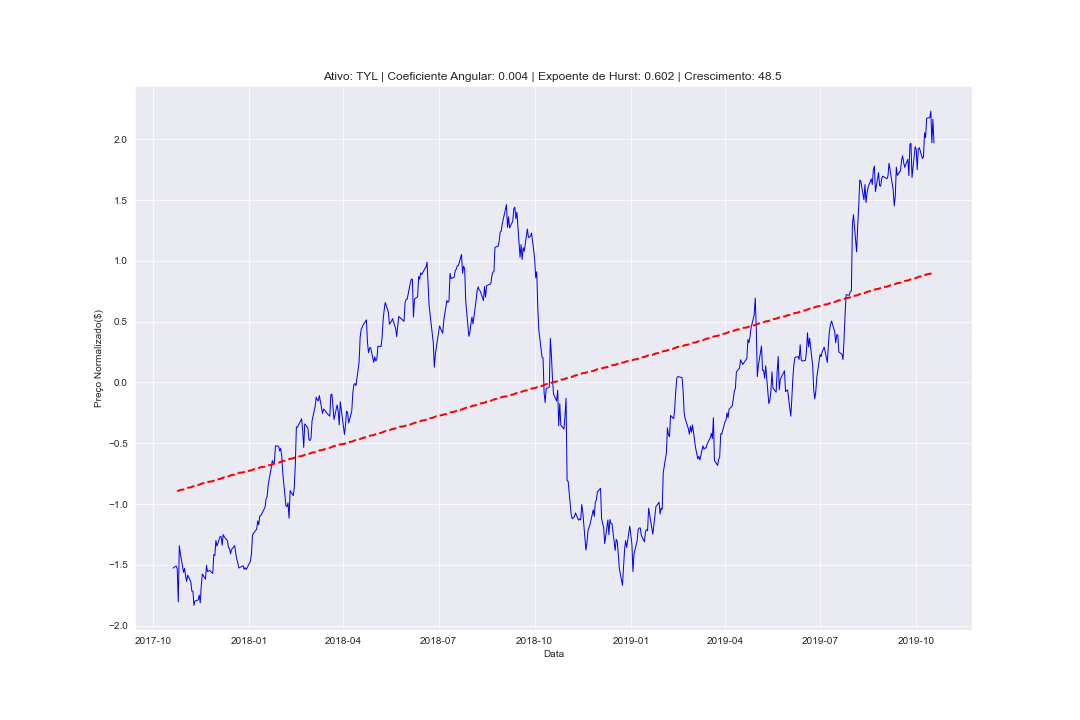 Ativo: TYL | Coeficiente Angular: 0.004 | Expoente de Hurst: 0.602 | Crescimento: 48.5
Preço Normalizado($)
2.0
1.5
1.0
0.5
0.0
−0.5
−1.0
−1.5
−2.0
2017-10 2018-01 2018-04 2018-07 2018-10 2019-01 2019-04 2019-07 2019-10
Data